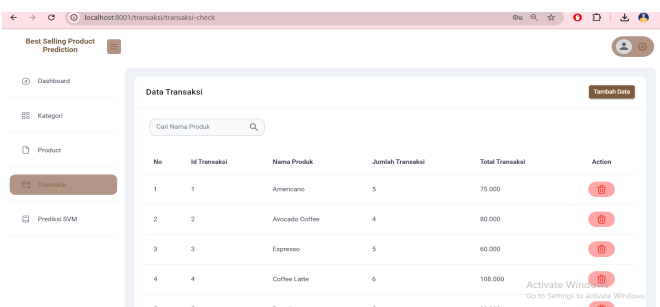 localhost:8001/transaksi/transaksi-check
Best Selling Product
Prediction
Dashboard
Kategori
Product
Transaksi
Prediksi SVM
Data Transaksi
Tambah Data
Cari Nama Produk
No Id Transaksi Nama Produk Jumlah Transaksi Total Transaksi Action
1 1 Americano 5 75.000
2 2 Avocado Coffee 4 80.000
3 3 Espresso 5 60.000
4 4 Coffee Latte 6 108.000
Activate Windows
Go to Settings to activate Windows.